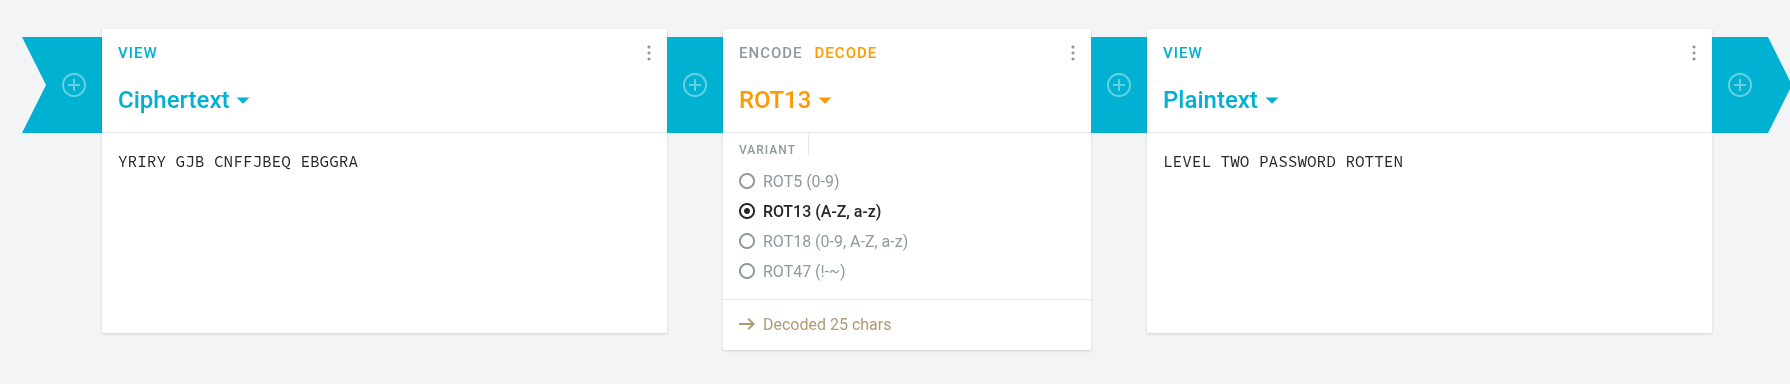 VIEW
Ciphertext
YRIRY GJB CNFFJBEQ EBGGRA
ENCODE DECODE
ROT13
VARIANT
ROT5 (0-9)
ROT13 (A-Z, a-z)
ROT18 (0-9, A-Z, a-z)
ROT47 (!-~)
→ Decoded 25 chars
VIEW
Plaintext
LEVEL TWO PASSWORD ROTTEN